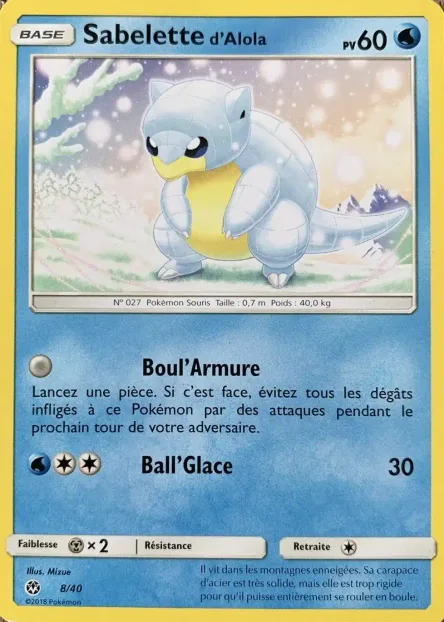 BASE Sabelette d'Alola PV60
N° 027 Pokémon Souris Taille : 0,7 m Poids : 40,0 kg
Boul'Armure
Lancez une pièce. Si c'est face, évitez tous les dégâts
infligés à ce Pokémon par des attaques pendant le
prochain tour de votre adversaire.
Ball'Glace 30
Faiblesse ×2 Résistance Retraite
Illus. Mizue
8/40
©2018 Pokémon
Il vit dans les montagnes enneigées. Sa carapace
d'acier est très solide, mais elle est trop rigide
pour qu'il puisse entièrement se rouler en boule.